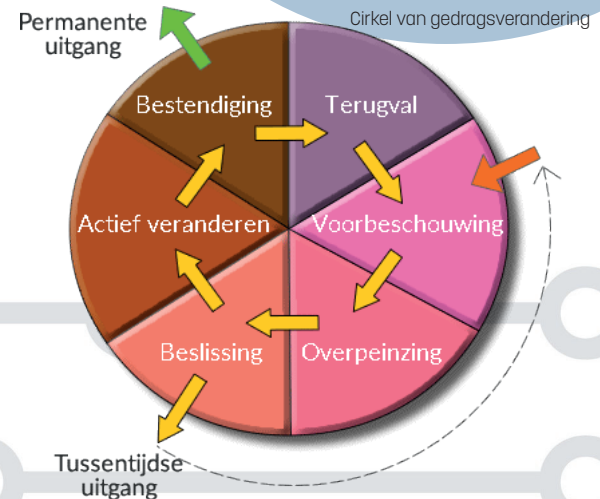 Cirkel van gedragsverandering
Permanente
uitgang
Bestendiging
Terugval
Actief veranderen
Voorbeschouwing
Beslissing
Overpeinzing
Tussentijdse
uitgang